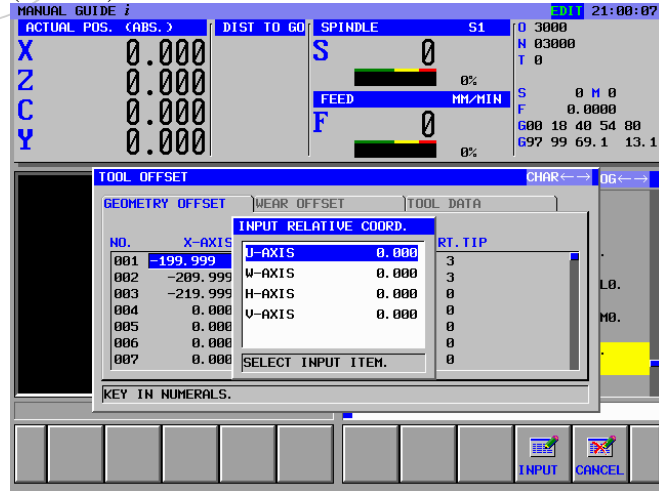 MANUAL GUIDE i EDIT 21:00:07
ACTUAL POS. (ABS.) DIST TO GO SPINDLE S1 O 3000
N 03000
T 0
X 0.000 S 0
Z 0.000 0%
S 0 M 0
C 0.000 FEED MM/MIN F 0.0000
Y 0.000 F 0 G00 18 40 54 80
0% G97 99 69.1 13.1
TOOL OFFSET CHAR←→ OG←→
GEOMETRY OFFSET WEAR OFFSET TOOL DATA
INPUT RELATIVE COORD.
NO. X-AXIS RT.TIP
001 -199.999 U-AXIS 0.000 3
002 -209.999 W-AXIS 0.000 3
003 -219.999 H-AXIS 0.000 0 L0.
004 0.000 V-AXIS 0.000 0
005 0.000 0 M0.
006 0.000 0
007 0.000 SELECT INPUT ITEM. 0
KEY IN NUMERALS.
INPUT CANCEL